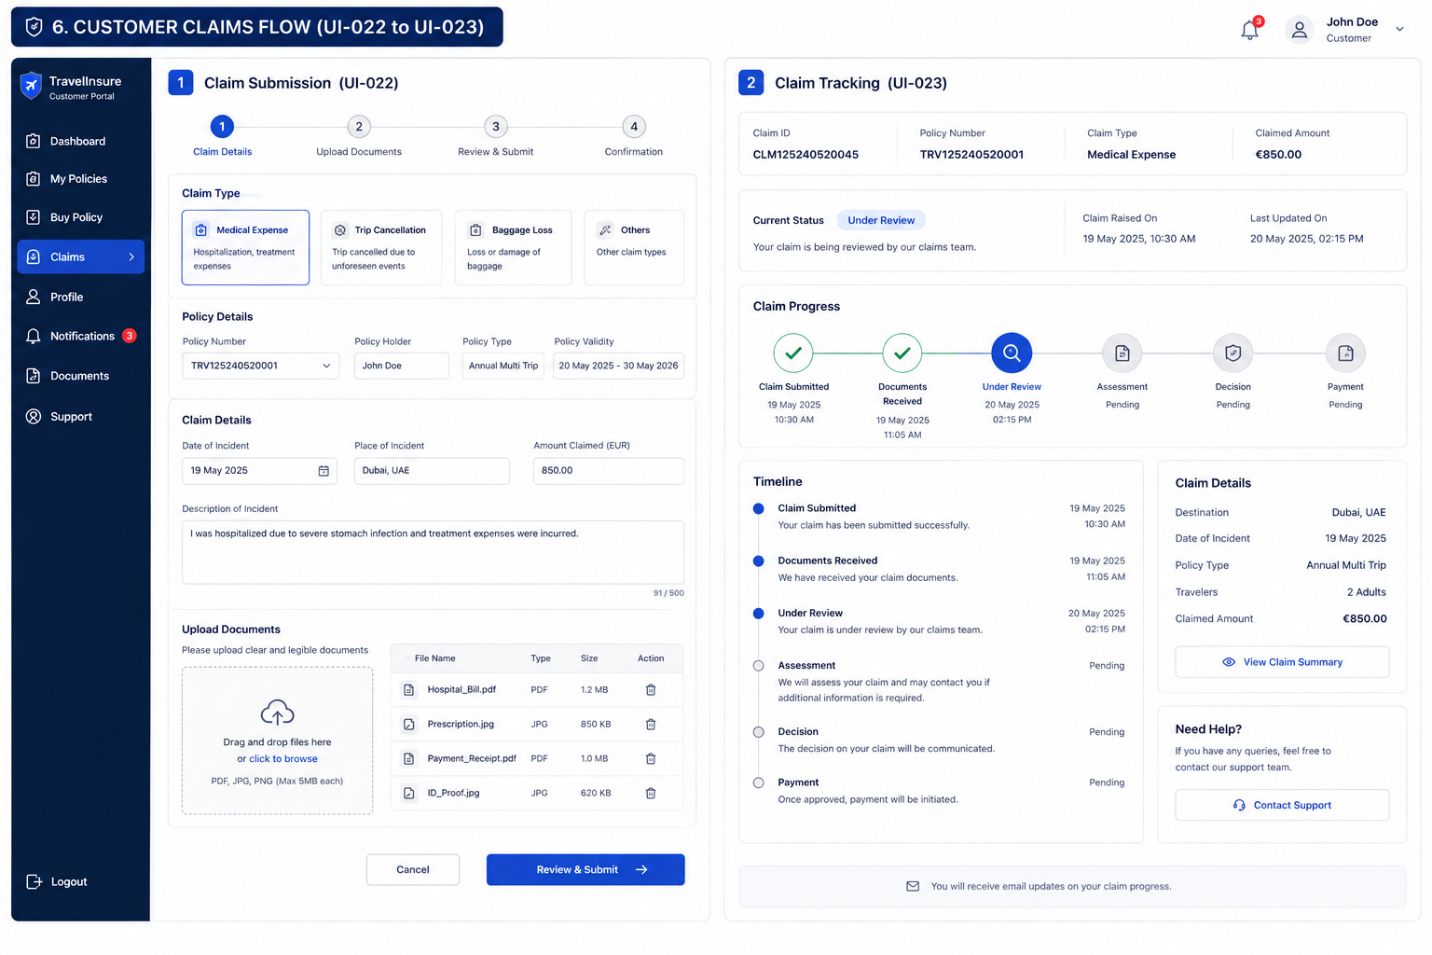 6. CUSTOMER CLAIMS FLOW (UI-022 to UI-023)
3
John Doe
Customer
TravelInsure
Customer Portal
Dashboard
My Policies
Buy Policy
Claims
Profile
Notifications 3
Documents
Support
Logout
1 Claim Submission (UI-022)
1 2 3 4
Claim Details Upload Documents Review & Submit Confirmation
Claim Type
Medical Expense
Hospitalization, treatment
expenses
Trip Cancellation
Trip cancelled due to
unforeseen events
Baggage Loss
Loss or damage of
baggage
Others
Other claim types
Policy Details
Policy Number Policy Holder Policy Type Policy Validity
TRV125240520001 John Doe Annual Multi Trip 20 May 2025 - 30 May 2026
Claim Details
Date of Incident Place of Incident Amount Claimed (EUR)
19 May 2025 Dubai, UAE 850.00
Description of Incident
I was hospitalized due to severe stomach infection and treatment expenses were incurred.
91 / 500
Upload Documents
Please upload clear and legible documents
Drag and drop files here
or click to browse
PDF, JPG, PNG (Max 5MB each)
File Name Type Size Action
Hospital_Bill.pdf PDF 1.2 MB
Prescription.jpg JPG 850 KB
Payment_Receipt.pdf PDF 1.0 MB
ID_Proof.jpg JPG 620 KB
Cancel
Review & Submit
2 Claim Tracking (UI-023)
Claim ID Policy Number Claim Type Claimed Amount
CLM125240520045 TRV125240520001 Medical Expense €850.00
Current Status Under Review
Your claim is being reviewed by our claims team.
Claim Raised On Last Updated On
19 May 2025, 10:30 AM 20 May 2025, 02:15 PM
Claim Progress
Claim Submitted
19 May 2025
10:30 AM
Documents
Received
19 May 2025
11:05 AM
Under Review
20 May 2025
02:15 PM
Assessment
Pending
Decision
Pending
Payment
Pending
Timeline
Claim Submitted 19 May 2025
Your claim has been submitted successfully. 10:30 AM
Documents Received 19 May 2025
We have received your claim documents. 11:05 AM
Under Review 20 May 2025
Your claim is under review by our claims team. 02:15 PM
Assessment Pending
We will assess your claim and may contact you if
additional information is required.
Decision Pending
The decision on your claim will be communicated.
Payment Pending
Once approved, payment will be initiated.
Claim Details
Destination Dubai, UAE
Date of Incident 19 May 2025
Policy Type Annual Multi Trip
Travelers 2 Adults
Claimed Amount €850.00
View Claim Summary
Need Help?
If you have any queries, feel free to
contact our support team.
Contact Support
You will receive email updates on your claim progress.